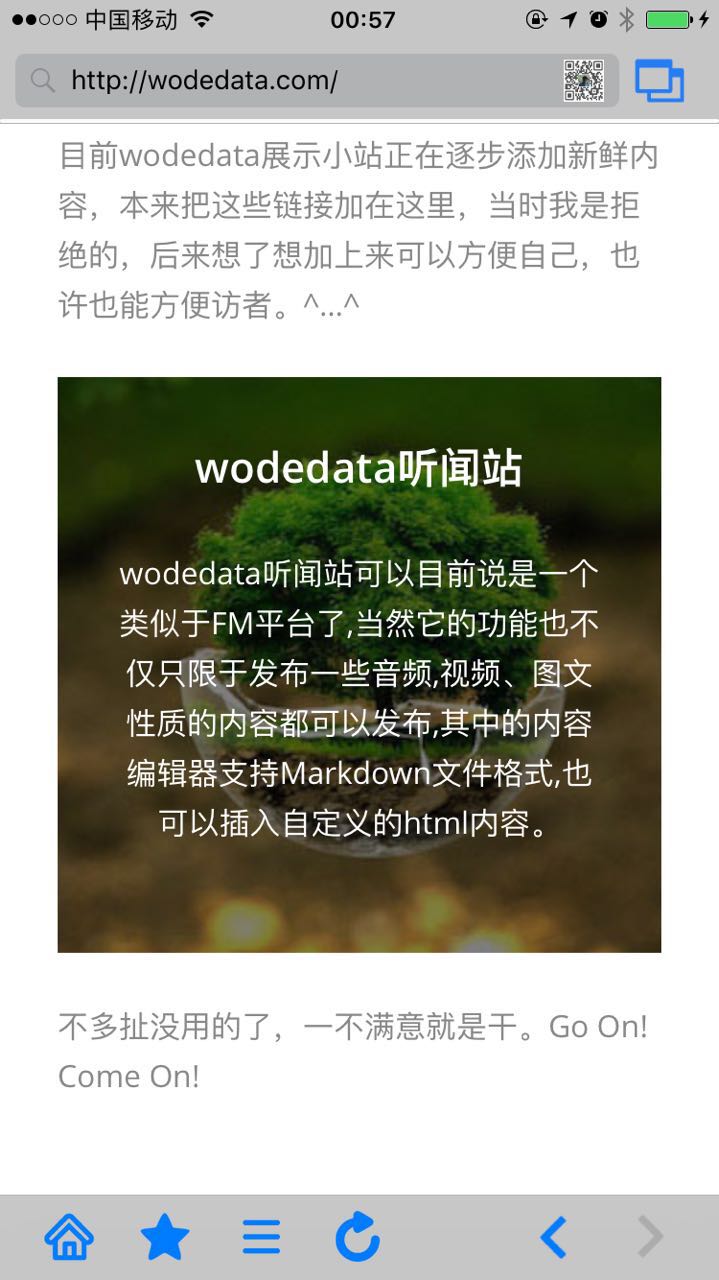 中国移动
00:57
http://wodedata.com/
目前wodedata展示小站正在逐步添加新鲜内
容，本来把这些链接加在这里，当时我是拒
绝的，后来想了想加上来可以方便自己，也
许也能方便访者。^...^
wodedata听闻站
wodedata听闻站可以目前说是一个
类似于FM平台了,当然它的功能也不
仅只限于发布一些音频,视频、图文
性质的内容都可以发布,其中的内容
编辑器支持Markdown文件格式,也
可以插入自定义的html内容。
不多扯没用的了，一不满意就是干。Go On!
Come On!